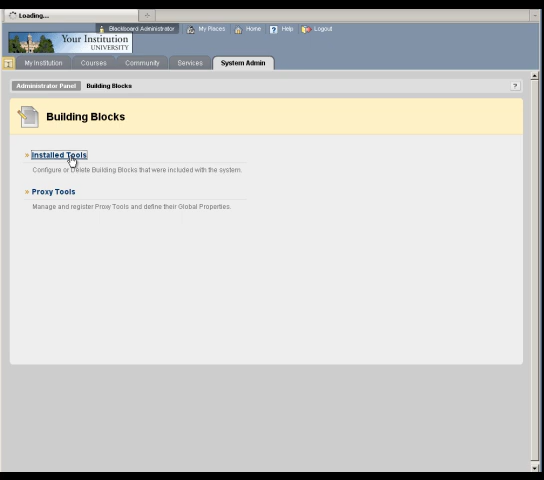 Loading...
Blackboard Administrator My Places Home ? Help Logout
Your Institution
UNIVERSITY
My Institution Courses Community Services System Admin
Administrator Panel Building Blocks ?
Building Blocks
» Installed Tools
Configure or Delete Building Blocks that were included with the system.
» Proxy Tools
Manage and register Proxy Tools and define their Global Properties.